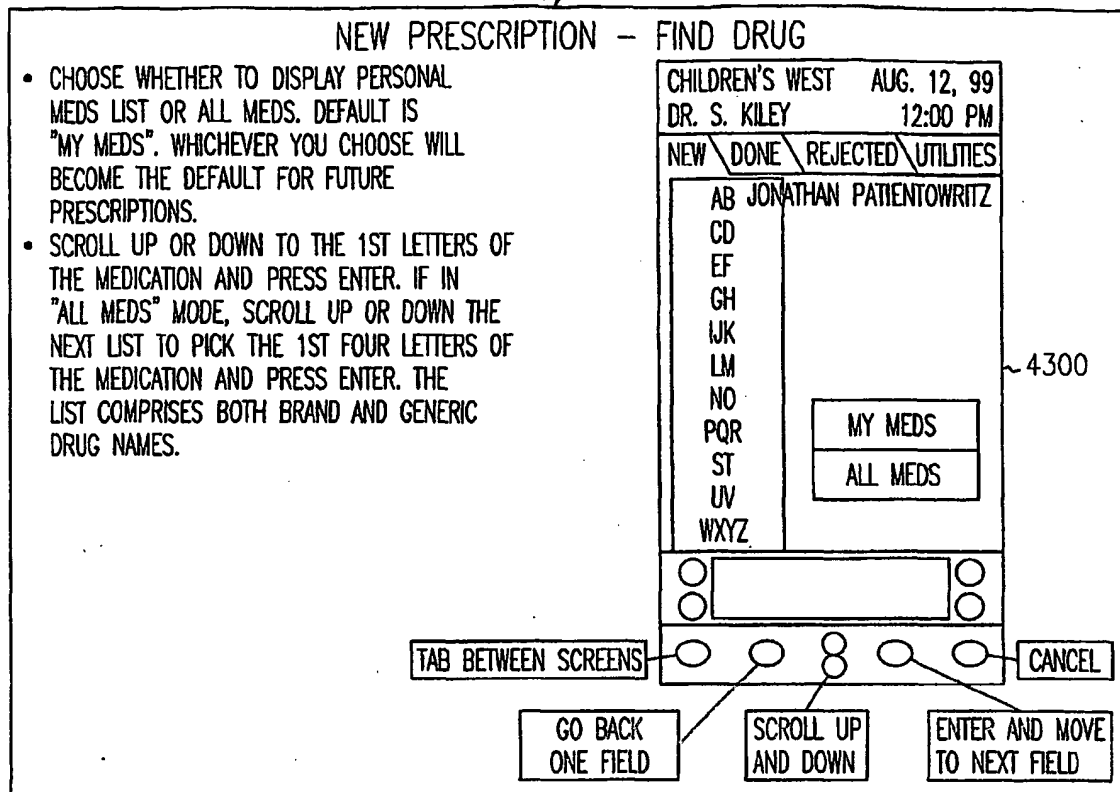 NEW PRESCRIPTION – FIND DRUG
• CHOOSE WHETHER TO DISPLAY PERSONAL
MEDS LIST OR ALL MEDS. DEFAULT IS
"MY MEDS". WHICHEVER YOU CHOOSE WILL
BECOME THE DEFAULT FOR FUTURE
PRESCRIPTIONS.
• SCROLL UP OR DOWN TO THE 1ST LETTERS OF
THE MEDICATION AND PRESS ENTER. IF IN
"ALL MEDS" MODE, SCROLL UP OR DOWN THE
NEXT LIST TO PICK THE 1ST FOUR LETTERS OF
THE MEDICATION AND PRESS ENTER. THE
LIST COMPRISES BOTH BRAND AND GENERIC
DRUG NAMES.
CHILDREN'S WEST AUG. 12, 99
DR. S. KILEY 12:00 PM
NEW DONE REJECTED UTILITIES
JONATHAN PATIENTOWRITZ
AB
CD
EF
GH
IJK
LM
NO
PQR
ST
UV
WXYZ
MY MEDS
ALL MEDS
4300
TAB BETWEEN SCREENS
CANCEL
GO BACK
ONE FIELD
SCROLL UP
AND DOWN
ENTER AND MOVE
TO NEXT FIELD